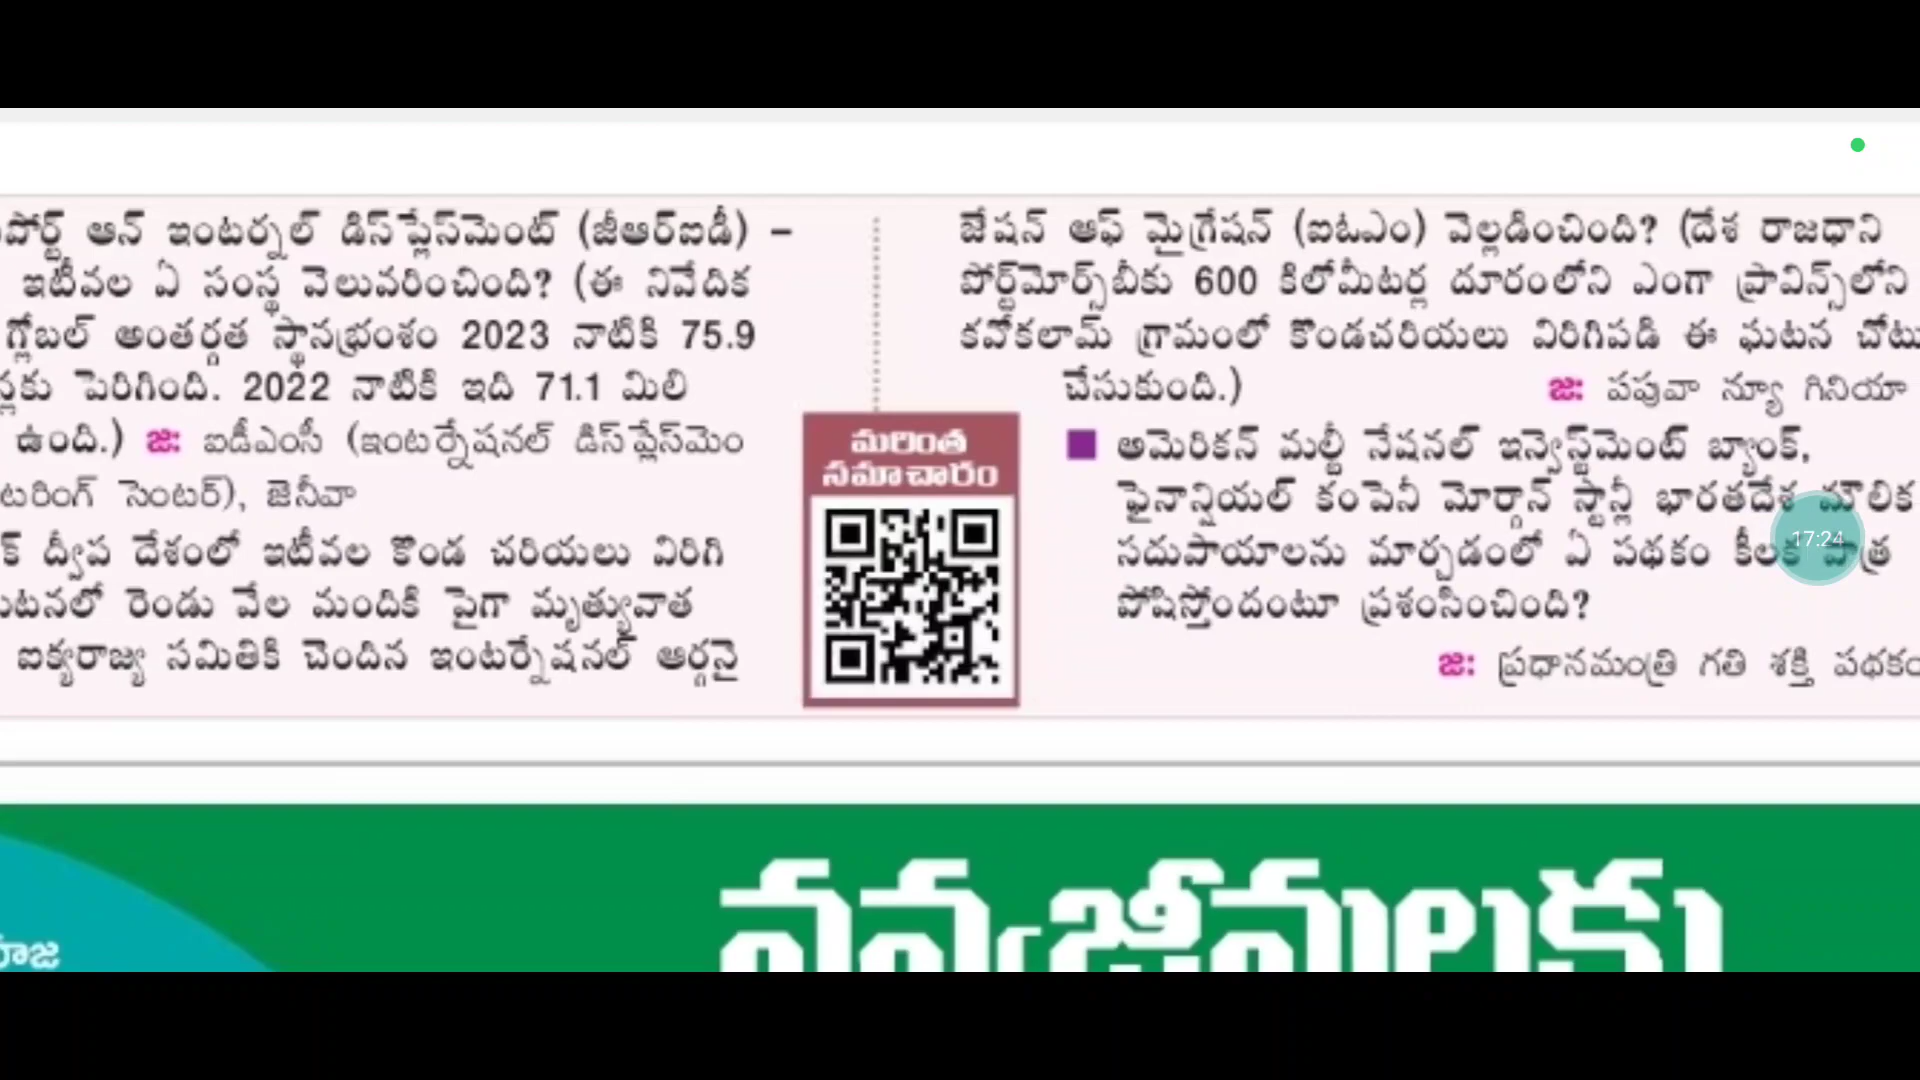 పోర్ట్ ఆన్ ఇంటర్నల్ డిస్‌ప్లేస్‌మెంట్ (జీఆర్ఐడీ) –
ఇటీవల ఏ సంస్థ వెలువరించింది? (ఈ నివేదిక
గ్లోబల్ అంతర్గత స్థానభ్రంశం 2023 నాటికి 75.9
న్లకు పెరిగింది. 2022 నాటికి ఇది 71.1 మిలి
ఉంది.) జ: ఐడీఎంసీ (ఇంటర్నేషనల్ డిస్‌ప్లేస్‌మెం
టరింగ్ సెంటర్), జెనీవా
క్ ద్వీప దేశంలో ఇటీవల కొండ చరియలు విరిగి
టనలో రెండు వేల మందికి పైగా మృత్యువాత
ఐక్యరాజ్య సమితికి చెందిన ఇంటర్నేషనల్ ఆర్గనై
మరింత
సమాచారం
జేషన్ ఆఫ్ మైగ్రేషన్ (ఐఓఎం) వెల్లడించింది? (దేశ రాజధాని
పోర్ట్‌మోర్స్‌బీకు 600 కిలోమీటర్ల దూరంలోని ఎంగా ప్రావిన్స్‌లోని
కవోకలామ్ గ్రామంలో కొండచరియలు విరిగిపడి ఈ ఘటన చోటు
చేసుకుంది.) జ: పపువా న్యూ గినియా
■ అమెరికన్ మల్టీ నేషనల్ ఇన్వెస్ట్‌మెంట్ బ్యాంక్,
ఫైనాన్షియల్ కంపెనీ మోర్గాన్ స్టాన్లీ భారతదేశ మౌలిక
సదుపాయాలను మార్చడంలో ఏ పథకం కీలక పాత్ర
పోషిస్తోందంటూ ప్రశంసించింది?
జ: ప్రధానమంత్రి గతి శక్తి పథకం
17:24
నవ్యజీవులకు